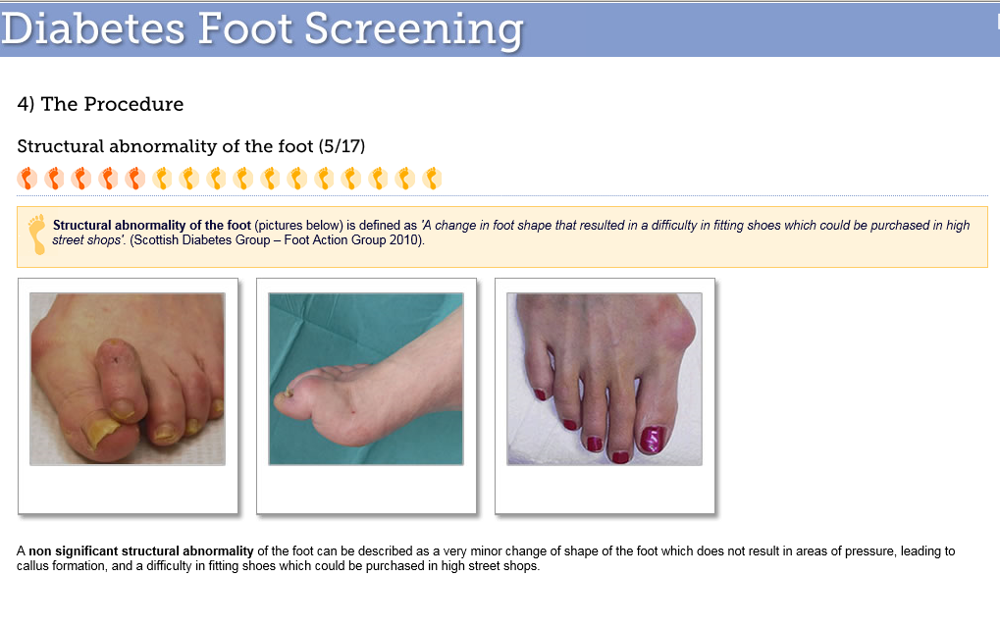 Diabetes Foot Screening
4) The Procedure
Structural abnormality of the foot (5/17)
Structural abnormality of the foot (pictures below) is defined as 'A change in foot shape that resulted in a difficulty in fitting shoes which could be purchased in high
street shops'. (Scottish Diabetes Group – Foot Action Group 2010).
A non significant structural abnormality of the foot can be described as a very minor change of shape of the foot which does not result in areas of pressure, leading to
callus formation, and a difficulty in fitting shoes which could be purchased in high street shops.